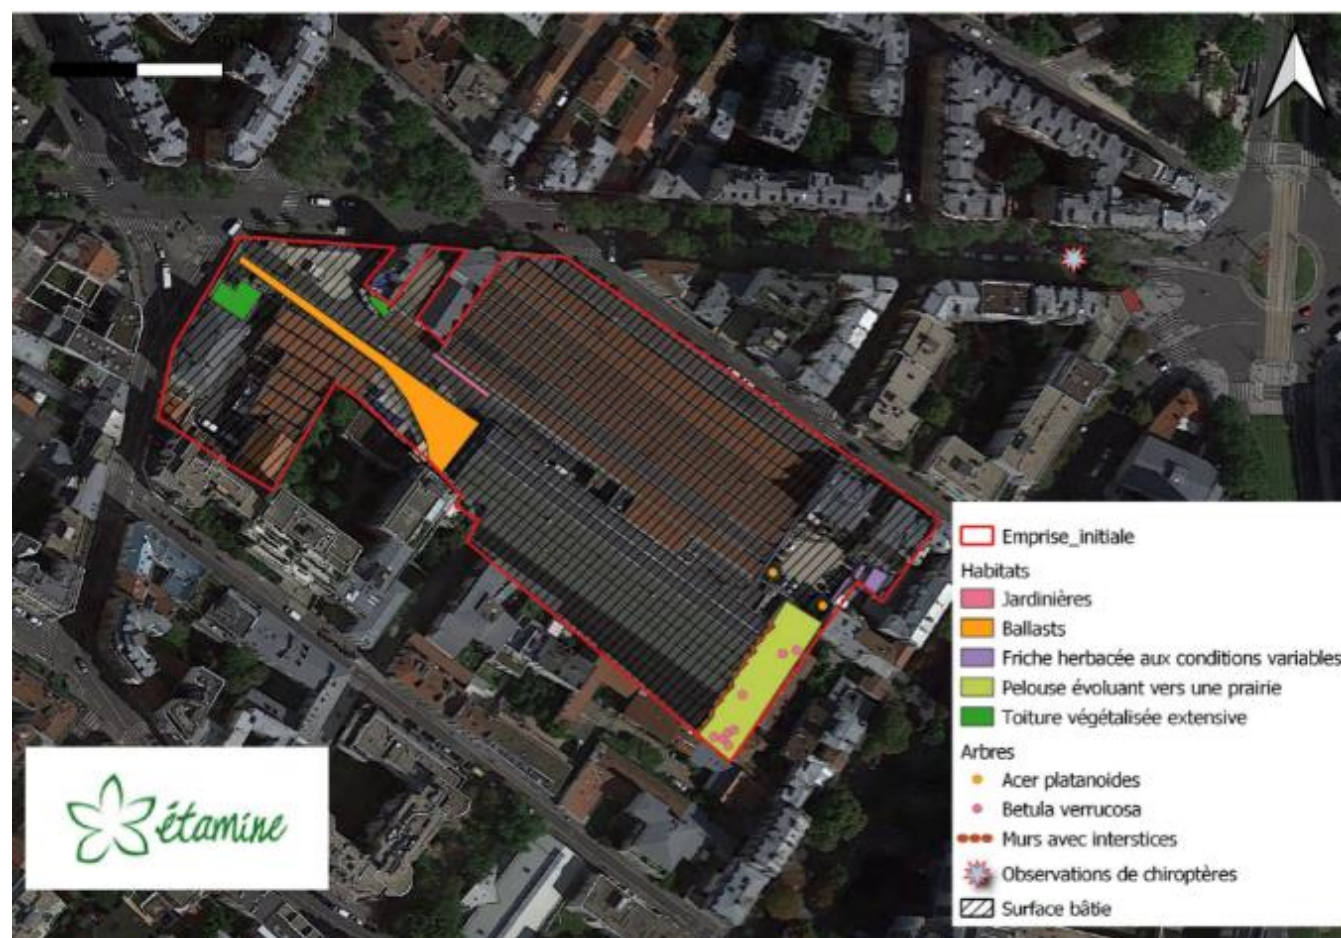 Emprise_initiale
Habitats
Jardinières
Ballasts
Friche herbacée aux conditions variables
Pelouse évoluant vers une prairie
Toiture végétalisée extensive
Arbres
Acer platanoides
Betula verrucosa
Murs avec interstices
Observations de chiroptères
Surface bâtie
étamine